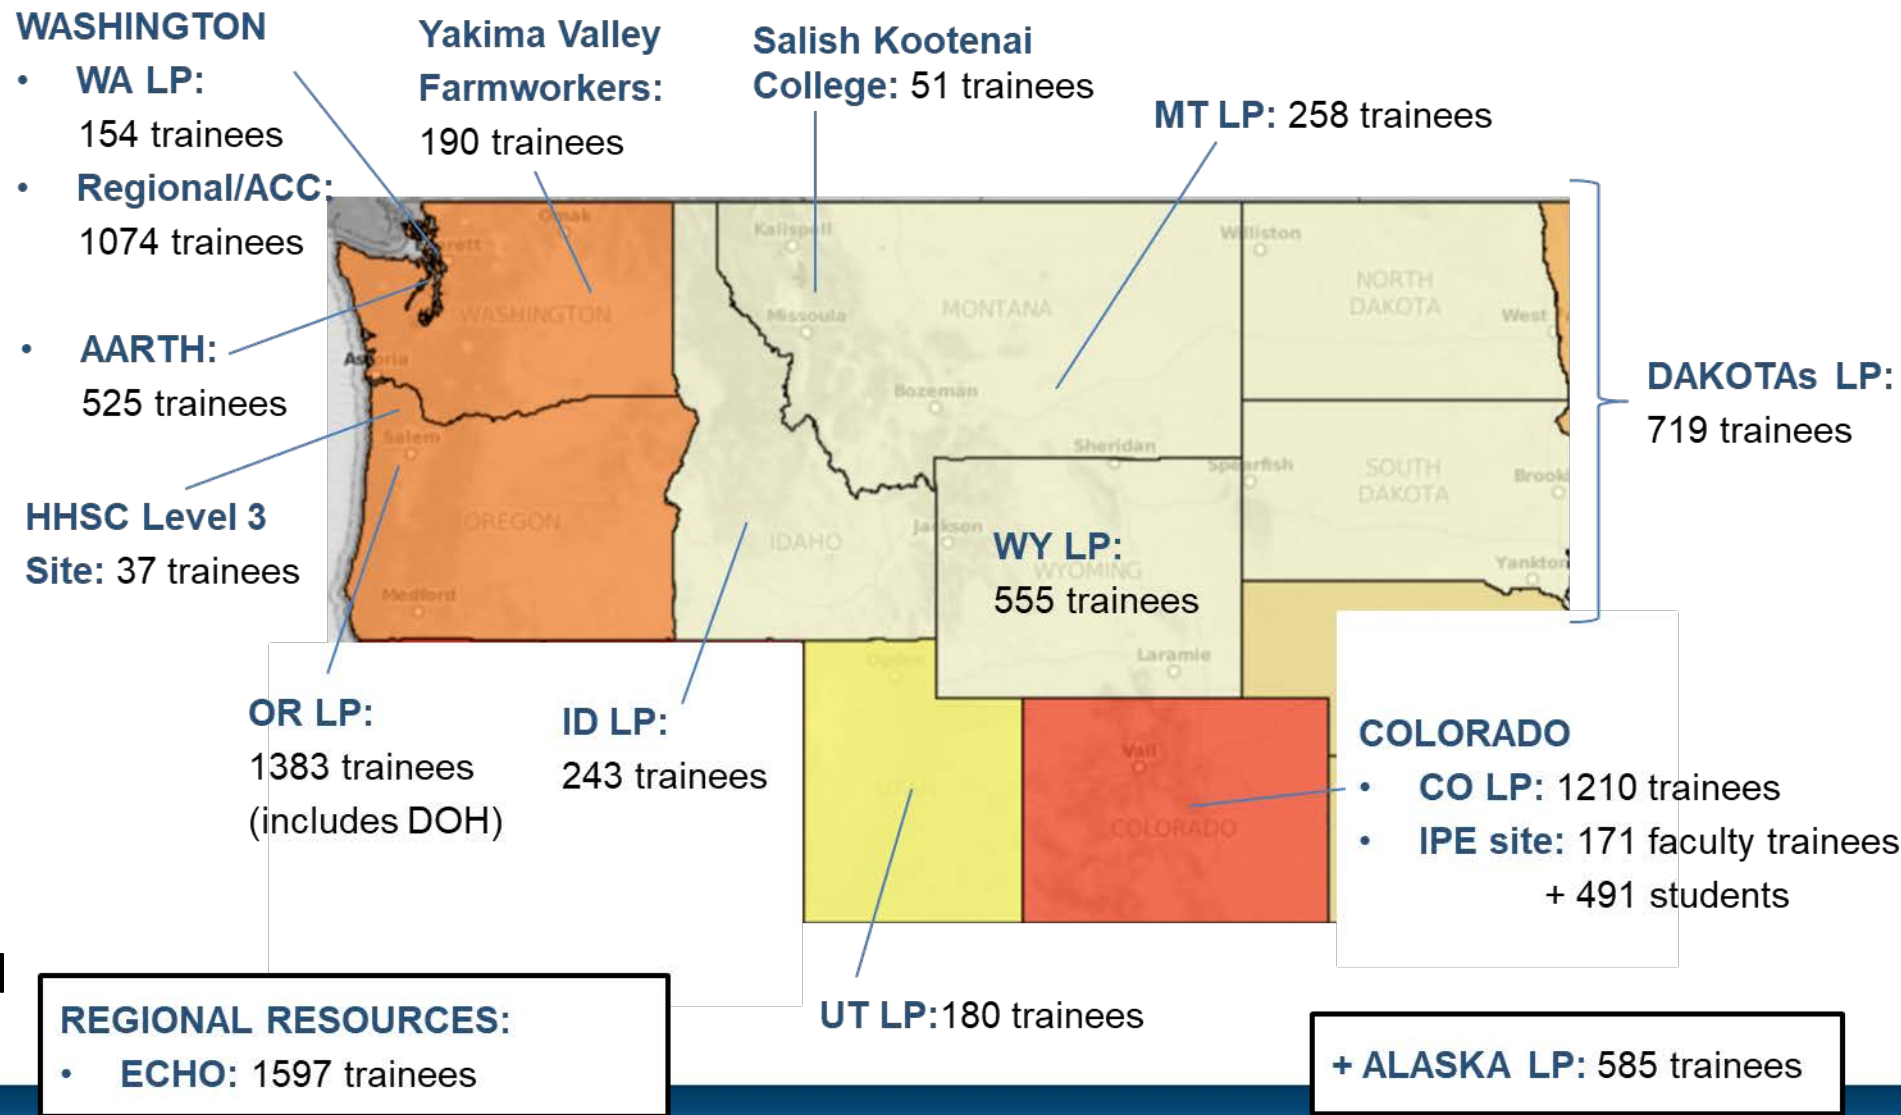 WASHINGTON
• WA LP:
154 trainees
• Regional/ACC:
1074 trainees
• AARTH:
525 trainees
HHSC Level 3
Site: 37 trainees
Yakima Valley
Farmworkers:
190 trainees
Salish Kootenai
College: 51 trainees
MT LP: 258 trainees
DAKOTAs LP:
719 trainees
Omak
Kalispell
Williston
NORTH
DAKOTA
WASHINGTON
Missoula
MONTANA
West
Bozeman
Salem
Sheridan
Spearfish
SOUTH
DAKOTA
OREGON
IDAHO
Jackson
WY LP:
WYOMING
555 trainees
Yankton
Medford
Ogden
Laramie
OR LP:
1383 trainees
(includes DOH)
ID LP:
243 trainees
Vail
UTAH
COLORADO
COLORADO
• CO LP: 1210 trainees
• IPE site: 171 faculty trainees
+ 491 students
UT LP:180 trainees
REGIONAL RESOURCES:
• ECHO: 1597 trainees
+ ALASKA LP: 585 trainees